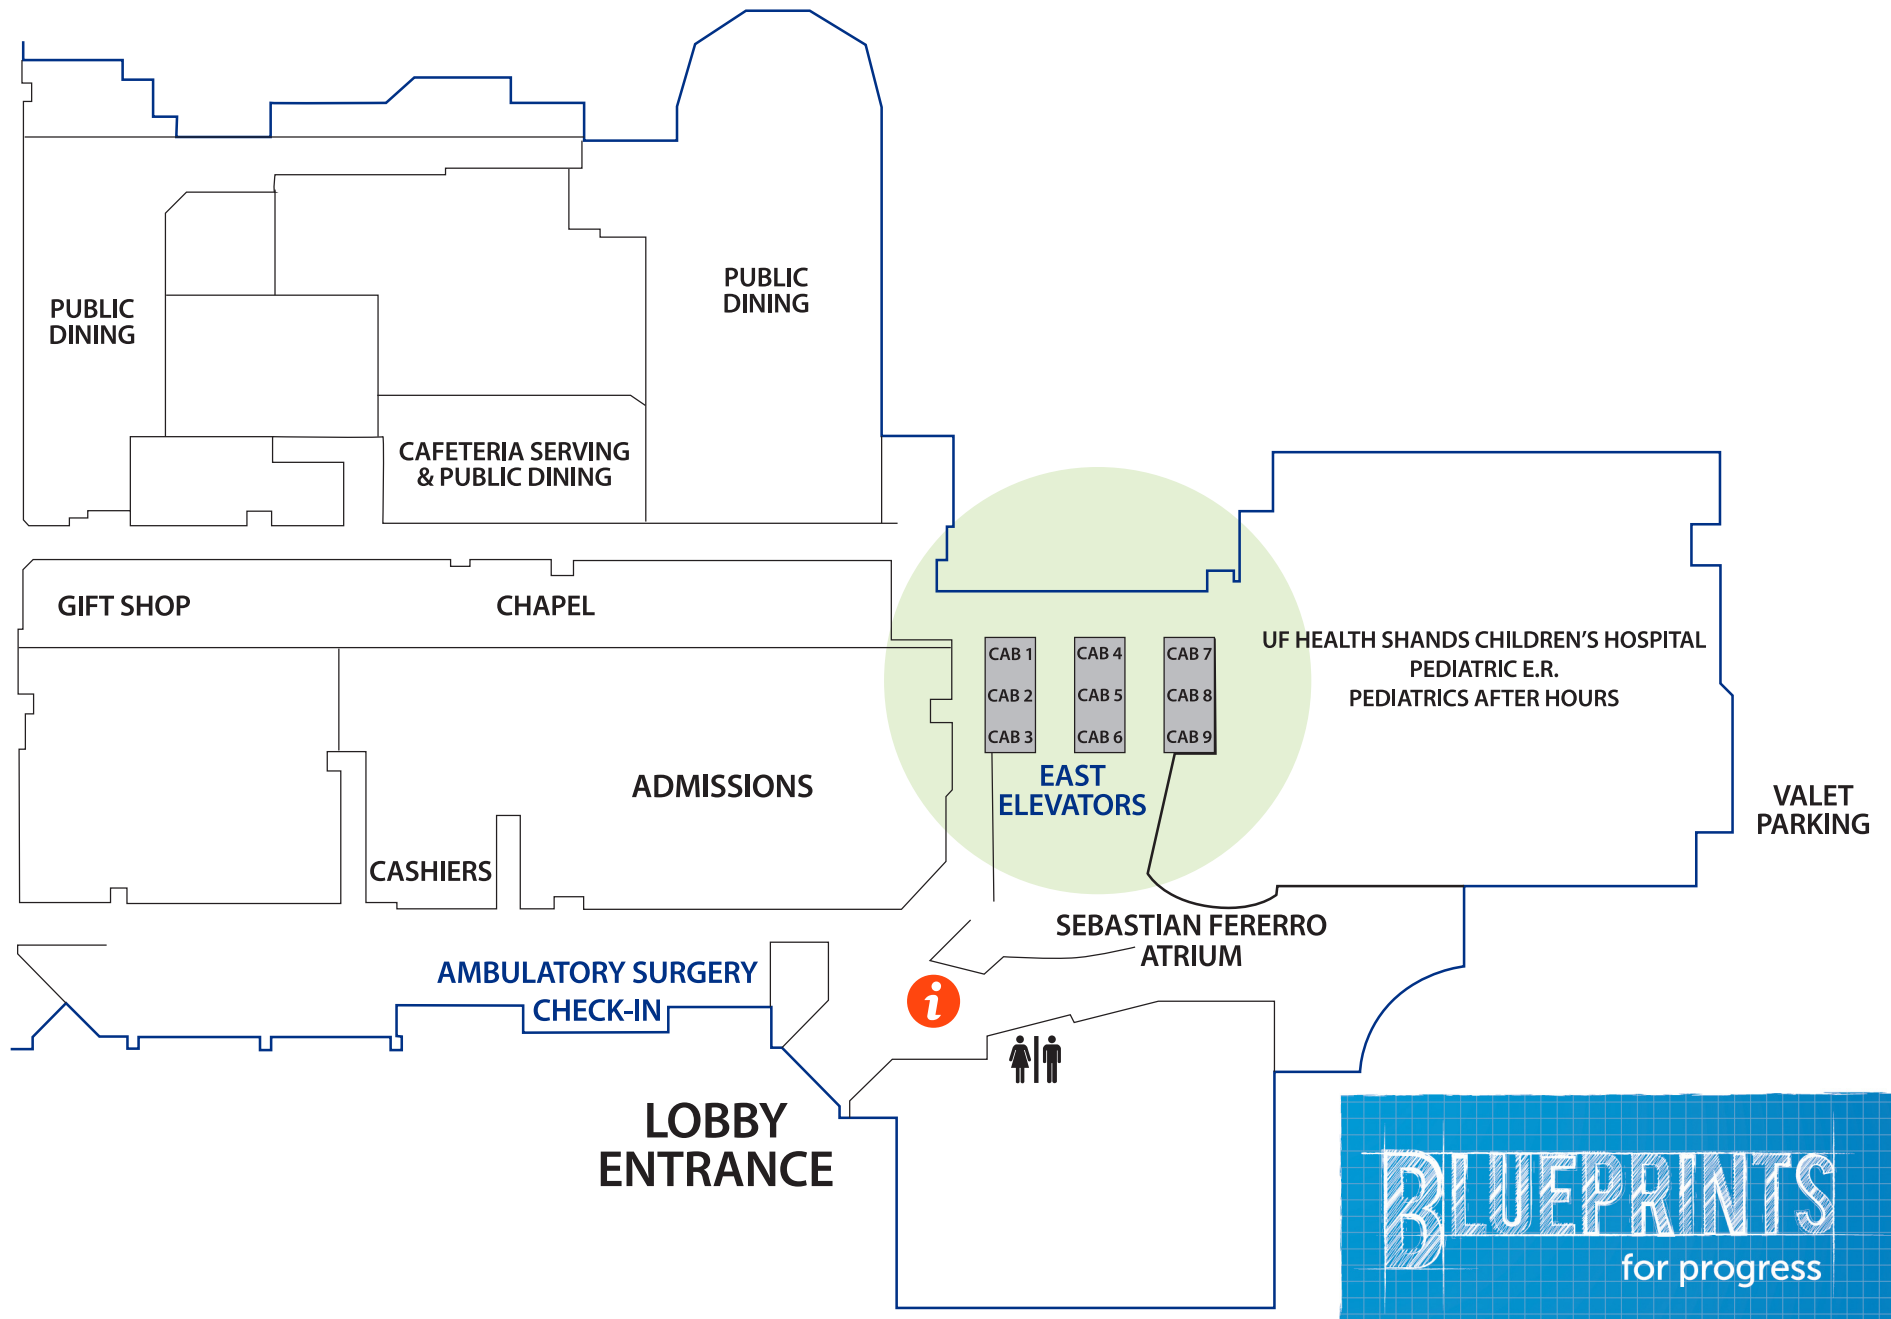 PUBLIC
DINING
PUBLIC
DINING
CAFETERIA SERVING
& PUBLIC DINING
GIFT SHOP
CHAPEL
CAB 1
CAB 2
CAB 3
CAB 4
CAB 5
CAB 6
CAB 7
CAB 8
CAB 9
EAST
ELEVATORS
UF HEALTH SHANDS CHILDREN'S HOSPITAL
PEDIATRIC E.R.
PEDIATRICS AFTER HOURS
ADMISSIONS
VALET
PARKING
CASHIERS
SEBASTIAN FERERRO
ATRIUM
AMBULATORY SURGERY
CHECK-IN
i
LOBBY
ENTRANCE
BLUEPRINTS
for progress